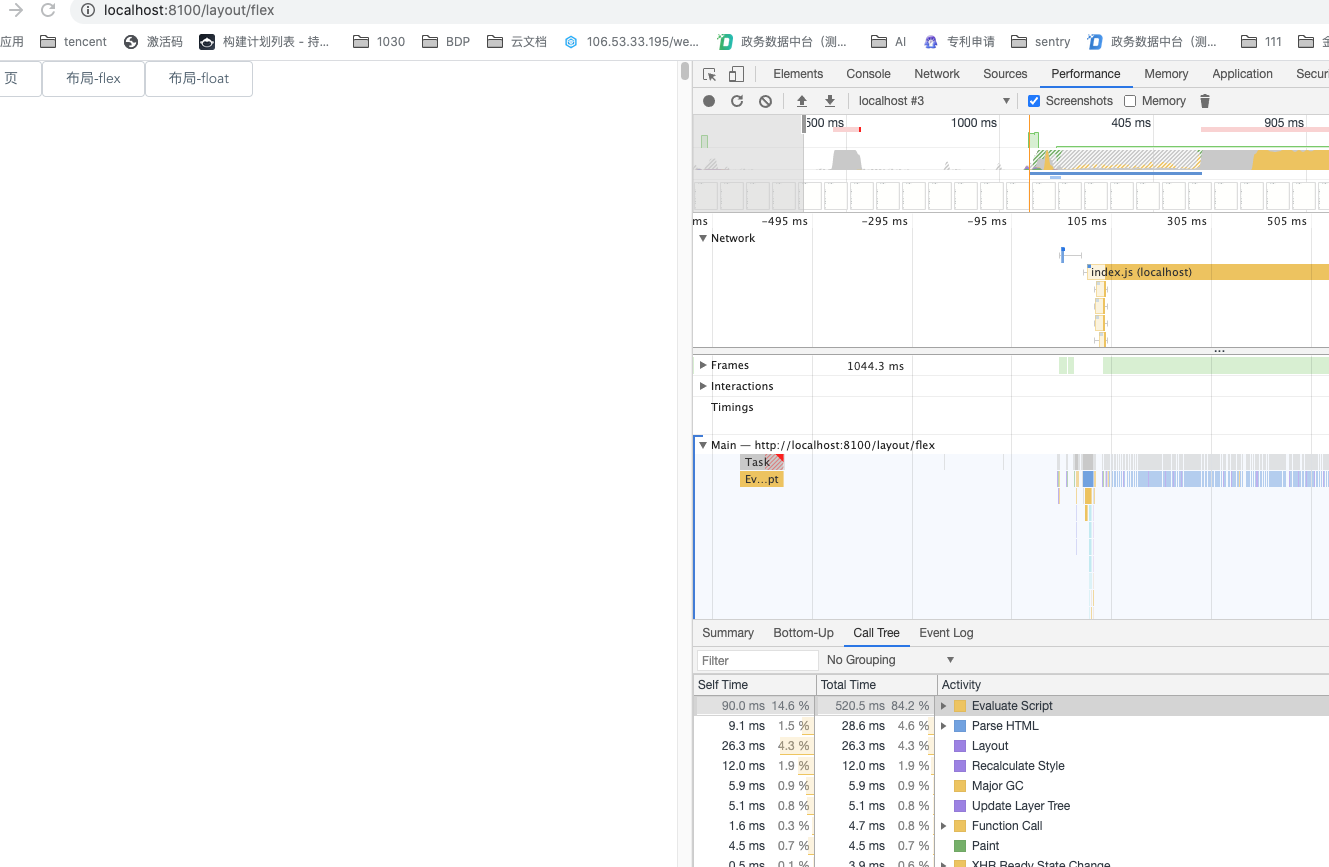 localhost:8100/layout/flex
应用 tencent 激活码 构建计划列表 - 持... 1030 BDP 云文档 106.53.33.195/we... 政务数据中台（测... AI 专利申请 sentry 政务数据中台（测... 111
页 布局-flex 布局-float
Elements Console Network Sources Performance Memory Application Secur
localhost #3 Screenshots Memory
500 ms 1000 ms 405 ms 905 ms
ms -495 ms -295 ms -95 ms 105 ms 305 ms 505 ms
Network
index.js (localhost)
...
Frames 1044.3 ms
Interactions
Timings
Main — http://localhost:8100/layout/flex
Task
Ev...pt
Summary Bottom-Up Call Tree Event Log
Filter No Grouping
Self Time Total Time Activity
90.0 ms 14.6 % 520.5 ms 84.2 % Evaluate Script
9.1 ms 1.5 % 28.6 ms 4.6 % Parse HTML
26.3 ms 4.3 % 26.3 ms 4.3 % Layout
12.0 ms 1.9 % 12.0 ms 1.9 % Recalculate Style
5.9 ms 0.9 % 5.9 ms 0.9 % Major GC
5.1 ms 0.8 % 5.1 ms 0.8 % Update Layer Tree
1.6 ms 0.3 % 4.7 ms 0.8 % Function Call
4.5 ms 0.7 % 4.5 ms 0.7 % Paint
0.5 ms 0.1 % 3.9 ms 0.6 % XHR Ready State Change